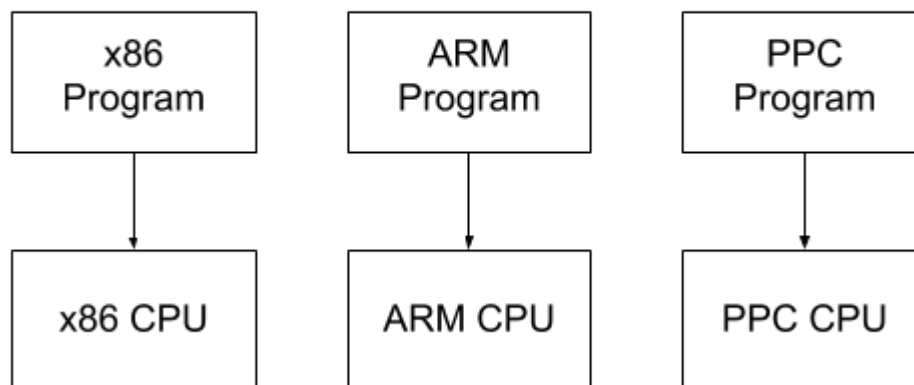 x86
Program
ARM
Program
PPC
Program
x86 CPU
ARM CPU
PPC CPU